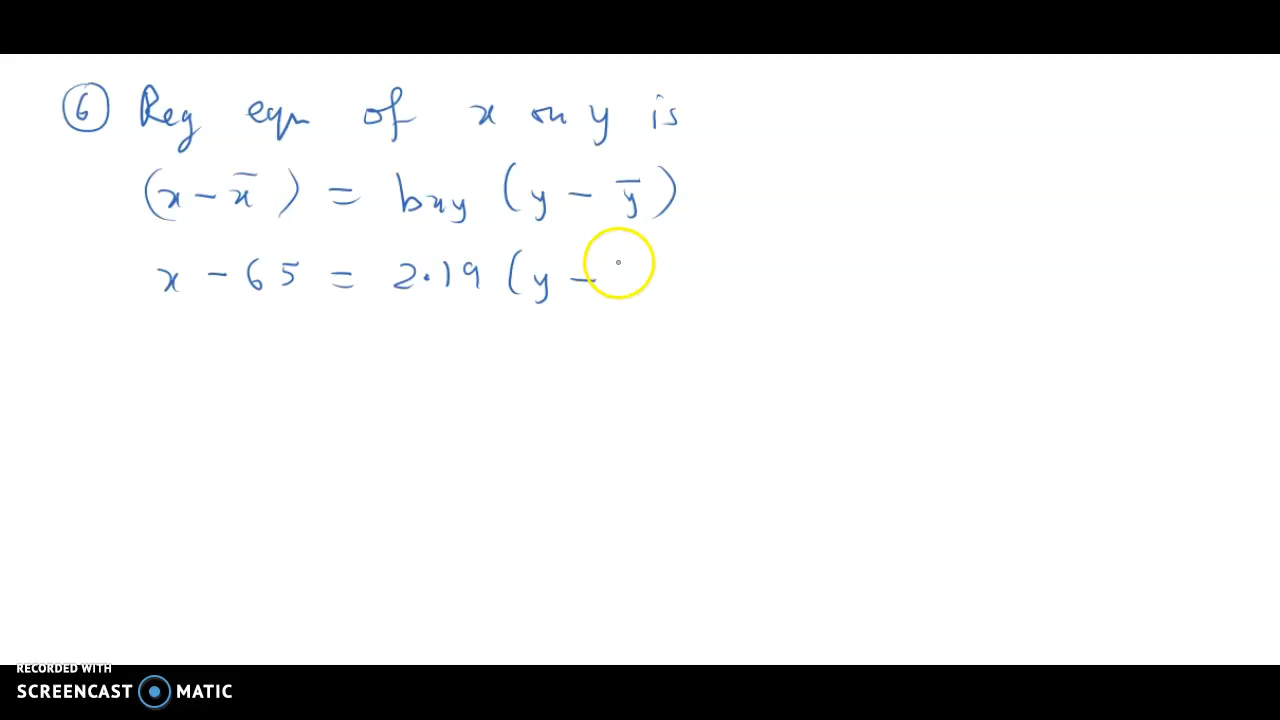 ⑥ Reg eqn of x on y is
(x - x̄) = bxy (y - ȳ)
x - 65 = 2.19 (y -
RECORDED WITH
SCREENCAST MATIC